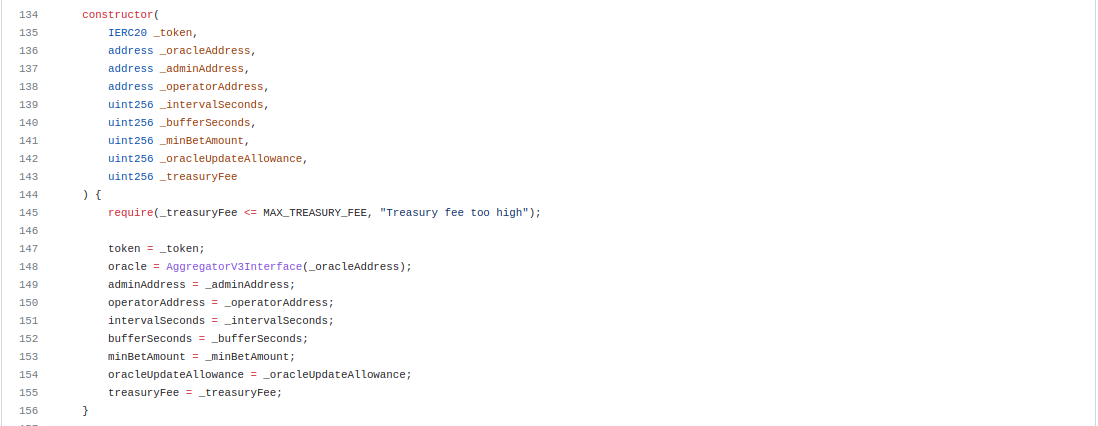 134 constructor(
135 IERC20 _token,
136 address _oracleAddress,
137 address _adminAddress,
138 address _operatorAddress,
139 uint256 _intervalSeconds,
140 uint256 _bufferSeconds,
141 uint256 _minBetAmount,
142 uint256 _oracleUpdateAllowance,
143 uint256 _treasuryFee
144 ) {
145 require(_treasuryFee <= MAX_TREASURY_FEE, "Treasury fee too high");
146
147 token = _token;
148 oracle = AggregatorV3Interface(_oracleAddress);
149 adminAddress = _adminAddress;
150 operatorAddress = _operatorAddress;
151 intervalSeconds = _intervalSeconds;
152 bufferSeconds = _bufferSeconds;
153 minBetAmount = _minBetAmount;
154 oracleUpdateAllowance = _oracleUpdateAllowance;
155 treasuryFee = _treasuryFee;
156 }